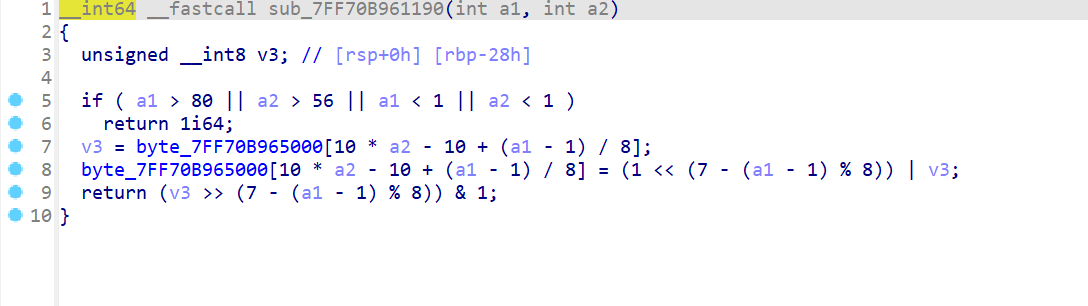 1 __int64 __fastcall sub_7FF70B961190(int a1, int a2)
2 {
3 unsigned __int8 v3; // [rsp+0h] [rbp-28h]
4
5 if ( a1 > 80 || a2 > 56 || a1 < 1 || a2 < 1 )
6 return 1i64;
7 v3 = byte_7FF70B965000[10 * a2 - 10 + (a1 - 1) / 8];
8 byte_7FF70B965000[10 * a2 - 10 + (a1 - 1) / 8] = (1 << (7 - (a1 - 1) % 8)) | v3;
9 return (v3 >> (7 - (a1 - 1) % 8)) & 1;
10 }